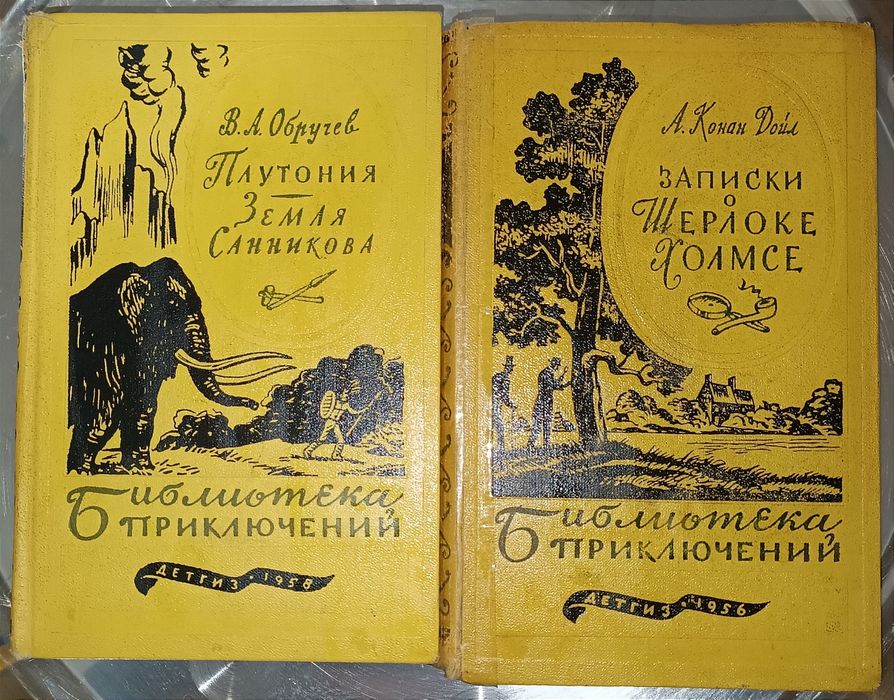 В. А. Обручев
Плутония
Земля
Санникова
Библиотека
приключений
ДЕТГИЗ • 1958
А. Конан Дойл
Записки
о
Шерлоке
Холмсе
Библиотека
приключений
ДЕТГИЗ • 1956